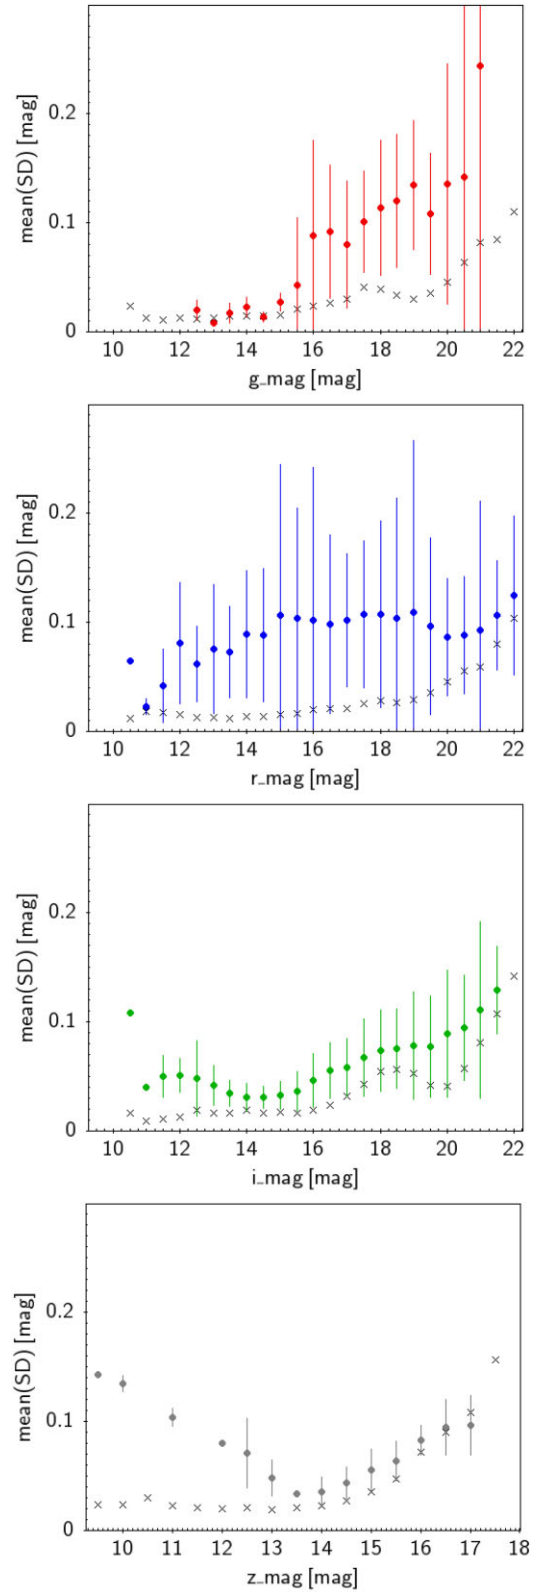 0.2
0.1
0
mean(SD) [mag]
10 12 14 16 18 20 22
g_mag [mag]
0.2
0.1
0
mean(SD) [mag]
10 12 14 16 18 20 22
r_mag [mag]
0.2
0.1
0
mean(SD) [mag]
10 12 14 16 18 20 22
i_mag [mag]
0.2
0.1
0
mean(SD) [mag]
10 11 12 13 14 15 16 17 18
z_mag [mag]